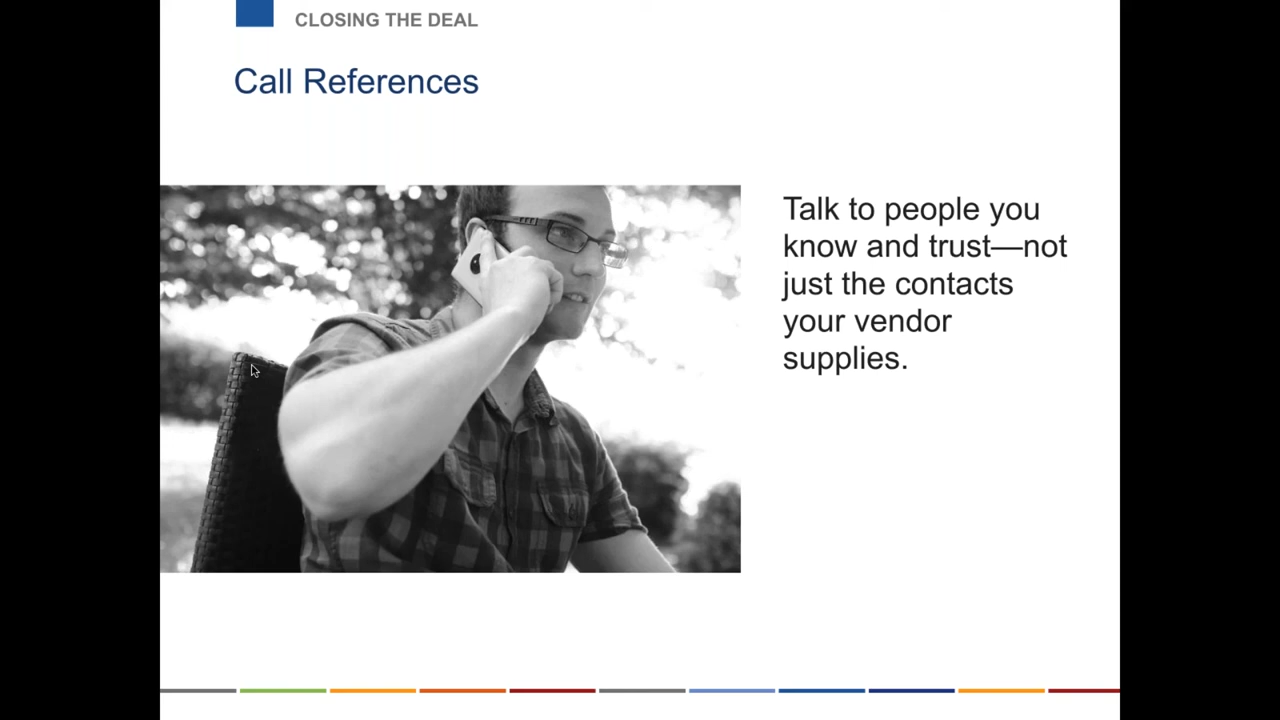 CLOSING THE DEAL
Call References
Talk to people you
know and trust—not
just the contacts
your vendor
supplies.